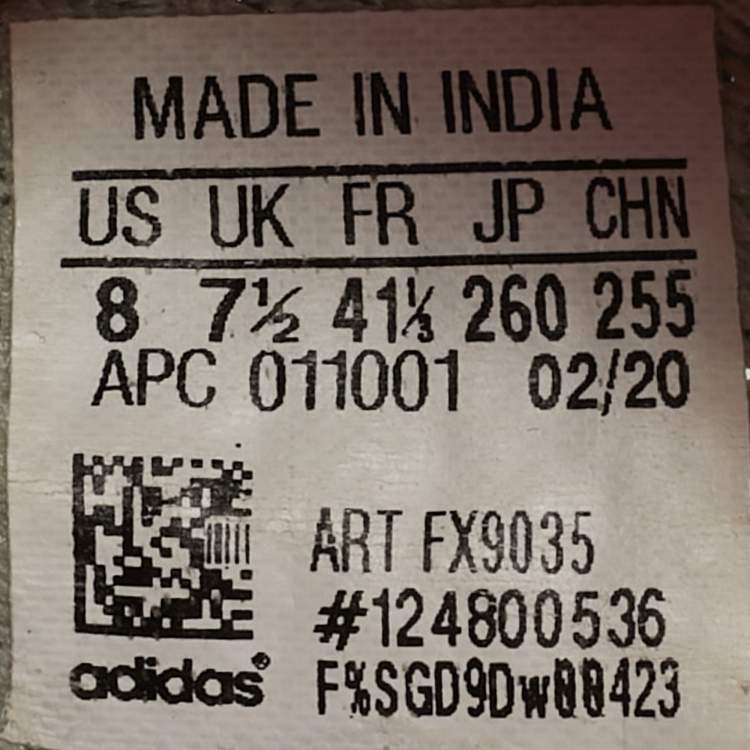 MADE IN INDIA
US UK FR JP CHN
8 7½ 41⅓ 260 255
APC 011001 02/20
ART FX9035
#124800536
adidas® F%SGD9Dw00423